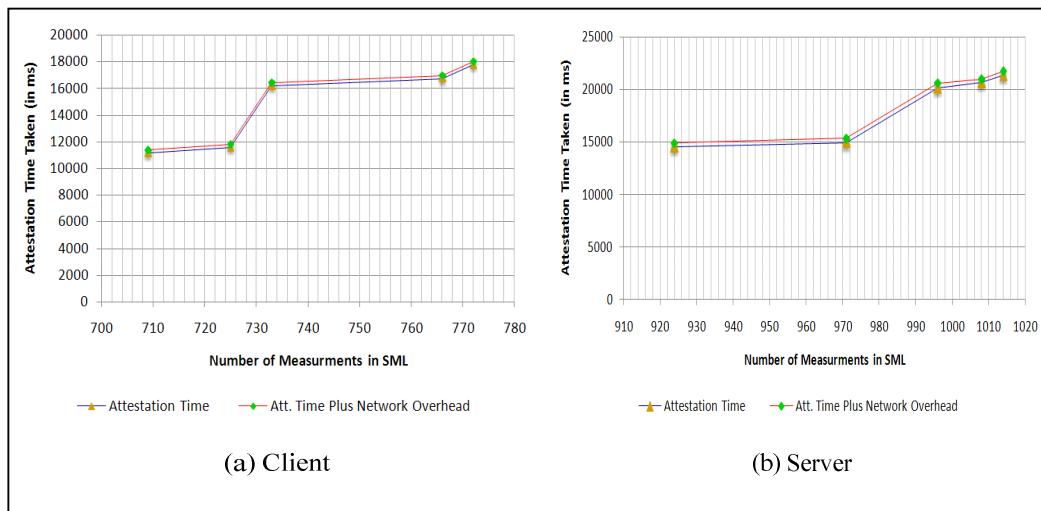 20000
18000
16000
14000
12000
10000
8000
6000
4000
2000
0
Attestation Time Taken (in ms)
700 710 720 730 740 750 760 770 780
Number of Measurments in SML
Attestation Time Att. Time Plus Network Overhead
(a) Client
25000
20000
15000
10000
5000
0
Attestation Time Taken (in ms)
910 920 930 940 950 960 970 980 990 1000 1010 1020
Number of Measurments in SML
Attestation Time Att. Time Plus Network Overhead
(b) Server